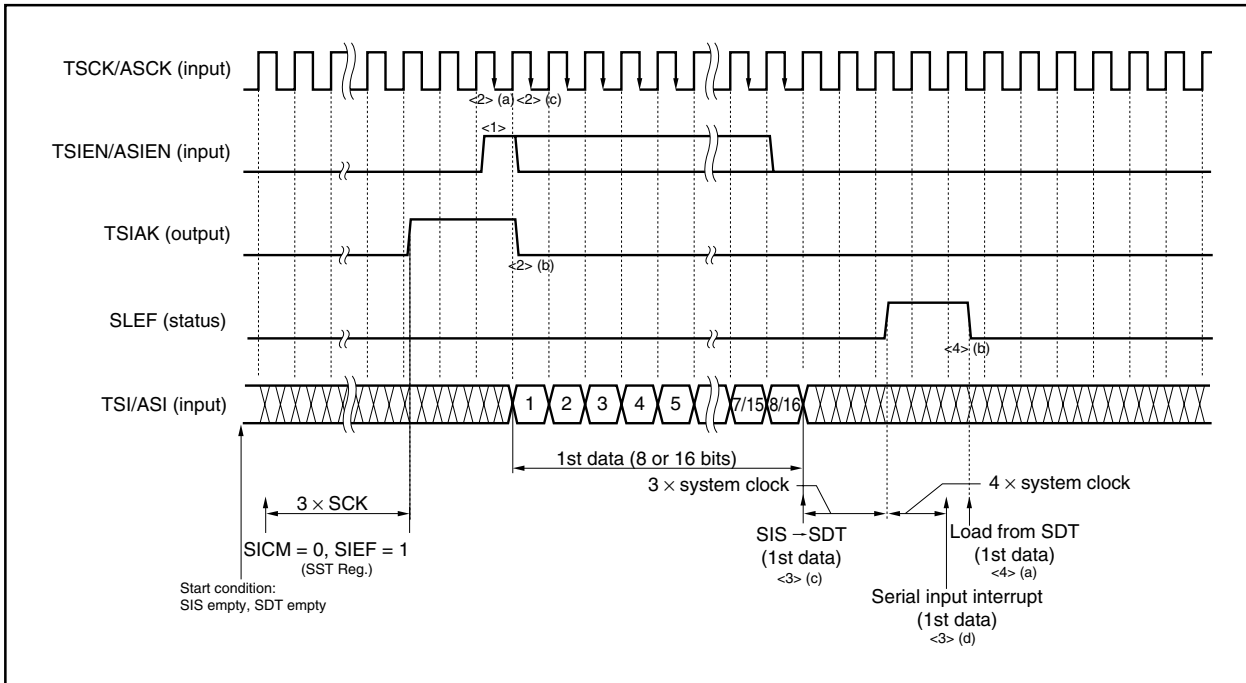 TSCK/ASCK (input)
<2> (a) <2> (c)
<1>
TSIEN/ASIEN (input)
TSIAK (output)
<2> (b)
SLEF (status)
<4> (b)
TSI/ASI (input)
1 2 3 4 5 7/15 8/16
1st data (8 or 16 bits)
3 × system clock
4 × system clock
3 × SCK
SICM = 0, SIEF = 1
(SST Reg.)
Start condition:
SIS empty, SDT empty
SIS → SDT
(1st data)
<3> (c)
Load from SDT
(1st data)
<4> (a)
Serial input interrupt
(1st data)
<3> (d)